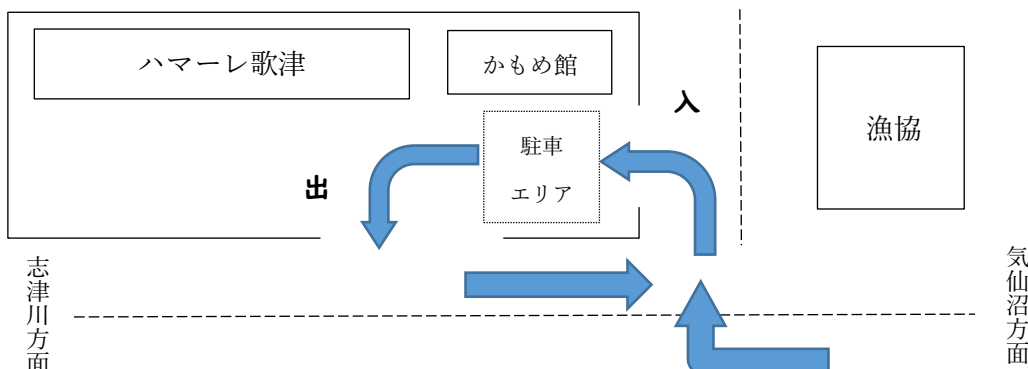 ハマーレ歌津
かもめ館
入
漁協
駐車
エリア
出
志津川方面
気仙沼方面